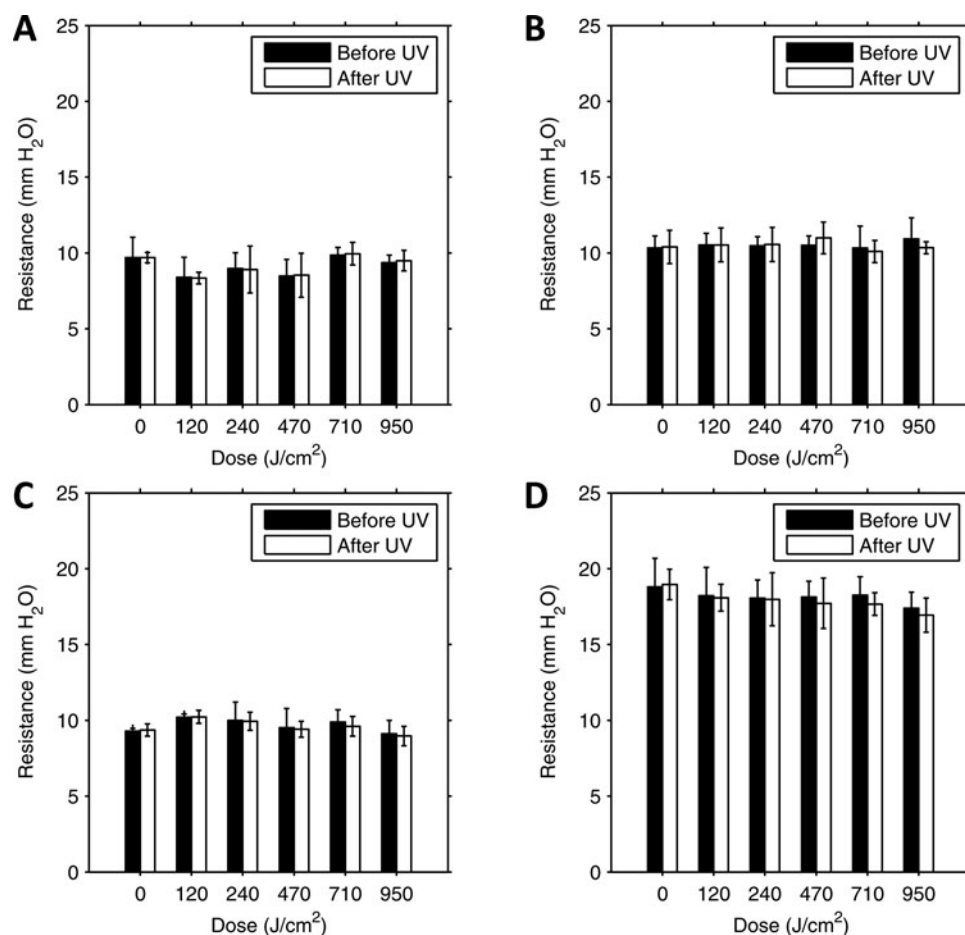 A
25
20
15
10
5
0
Resistance (mm H₂O)
Before UV
After UV
0 120 240 470 710 950
Dose (J/cm²)
B
25
20
15
10
5
0
Resistance (mm H₂O)
Before UV
After UV
0 120 240 470 710 950
Dose (J/cm²)
C
25
20
15
10
5
0
Resistance (mm H₂O)
Before UV
After UV
0 120 240 470 710 950
Dose (J/cm²)
D
25
20
15
10
5
0
Resistance (mm H₂O)
Before UV
After UV
0 120 240 470 710 950
Dose (J/cm²)